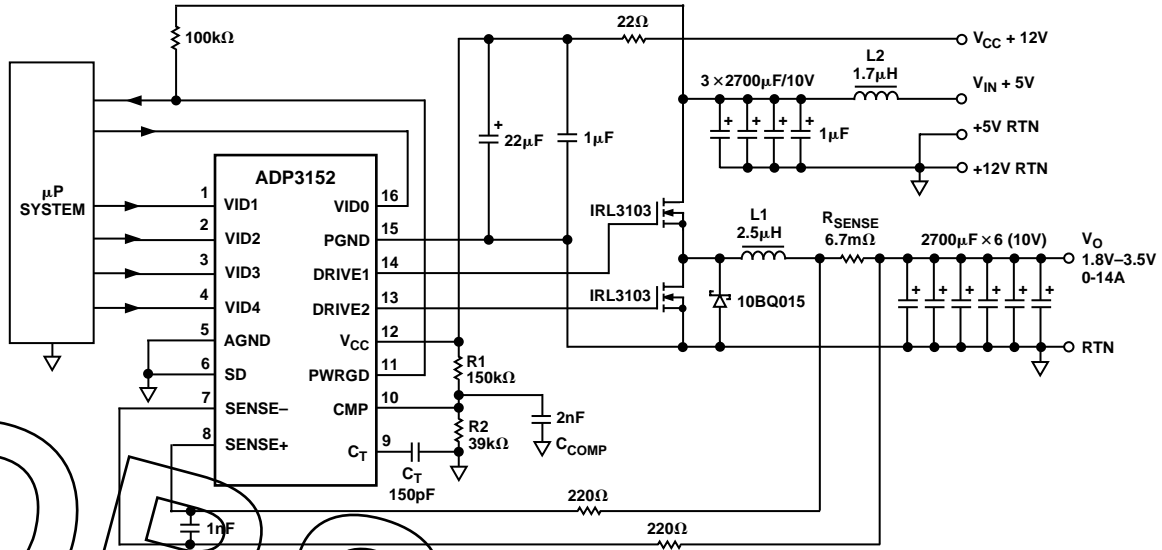 100kΩ
22Ω
VCC + 12V
L2
1.7μH
3 ×2700μF/10V
VIN + 5V
+
22μF
1μF
+ + + +
1μF
+5V RTN
+12V RTN
μP
SYSTEM
ADP3152
1
VID1
16
VID0
2
VID2
15
PGND
3
VID3
14
DRIVE1
4
VID4
13
DRIVE2
5
AGND
12
VCC
6
SD
11
PWRGD
7
SENSE–
10
CMP
8
SENSE+
9
CT
IRL3103
IRL3103
L1
2.5μH
RSENSE
6.7mΩ
2700μF ×6 (10V)
VO
1.8V–3.5V
0-14A
10BQ015
+ + + + + +
RTN
R1
150kΩ
R2
39kΩ
2nF
CCOMP
CT
150pF
220Ω
220Ω
1nF